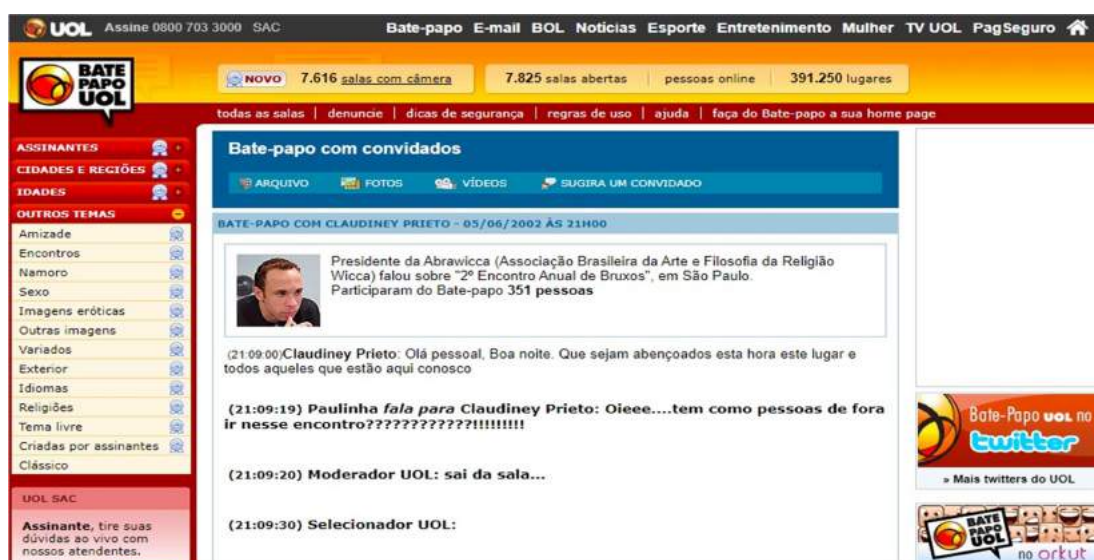 UOL Assine 0800 703 3000 SAC Bate-papo E-mail BOL Notícias Esporte Entretenimento Mulher TV UOL PagSeguro
BATE PAPO UOL
NOVO 7.616 salas com câmera 7.825 salas abertas | pessoas online | 391.250 lugares
todas as salas | denuncie | dicas de segurança | regras de uso | ajuda | faça do Bate-papo a sua home page
ASSINANTES
CIDADES E REGIÕES
IDADES
OUTROS TEMAS
Amizade
Encontros
Namoro
Sexo
Imagens eróticas
Outras imagens
Variados
Exterior
Idiomas
Religiões
Tema livre
Criadas por assinantes
Clássico
UOL SAC
Assinante, tire suas
dúvidas ao vivo com
nossos atendentes.
Bate-papo com convidados
ARQUIVO FOTOS VÍDEOS SUGIRA UM CONVIDADO
BATE-PAPO COM CLAUDINEY PRIETO - 05/06/2002 ÀS 21H00
Presidente da Abrawicca (Associação Brasileira da Arte e Filosofia da Religião
Wicca) falou sobre "2º Encontro Anual de Bruxos", em São Paulo.
Participaram do Bate-papo 351 pessoas
(21:09:00)Claudiney Prieto: Olá pessoal, Boa noite. Que sejam abençoados esta hora este lugar e
todos aqueles que estão aqui conosco
(21:09:19) Paulinha fala para Claudiney Prieto: Oieee....tem como pessoas de fora
ir nesse encontro????????????!!!!!!!!!
(21:09:20) Moderador UOL: sai da sala...
(21:09:30) Selecionador UOL:
Bate-Papo UOL no
twitter
» Mais twitters do UOL
BATE PAPO UOL
no orkut